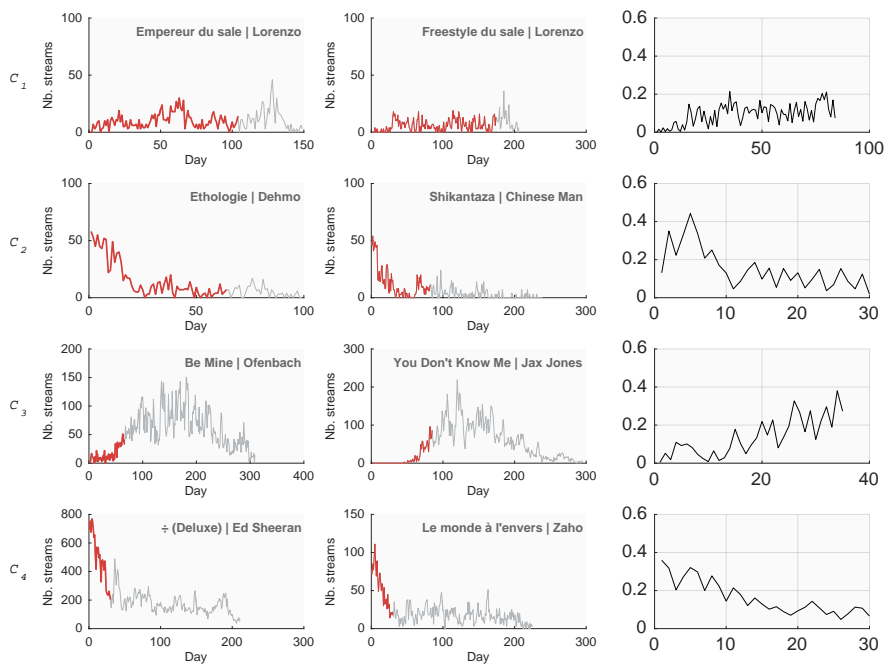 Empereur du sale | Lorenzo
Freestyle du sale | Lorenzo
C 1
Nb. streams
100
50
0
0 50 100 150
Day
Nb. streams
100
50
0
0 100 200 300
Day
0.6
0.4
0.2
0
0 50 100
Ethologie | Dehmo
Shikantaza | Chinese Man
C 2
Nb. streams
100
50
0
0 50 100
Day
Nb. streams
100
50
0
0 100 200 300
Day
0.6
0.4
0.2
0
0 10 20 30
Be Mine | Ofenbach
You Don't Know Me | Jax Jones
C 3
Nb. streams
200
150
100
50
0
0 100 200 300 400
Day
Nb. streams
300
200
100
0
0 100 200 300
Day
0.6
0.4
0.2
0
0 20 40
÷ (Deluxe) | Ed Sheeran
Le monde à l'envers | Zaho
C 4
Nb. streams
800
600
400
200
0
0 100 200 300
Day
Nb. streams
150
100
50
0
0 100 200 300
Day
0.6
0.4
0.2
0
0 10 20 30